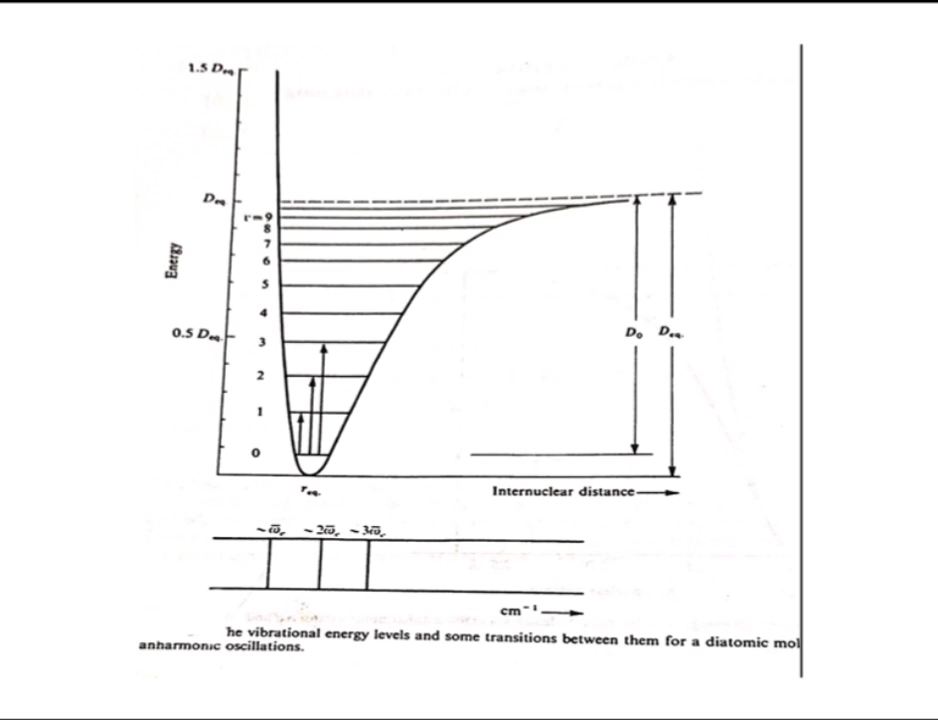 1.5 Deq.
Deq.
v = 9
8
7
6
5
4
0.5 Deq.
3
2
1
0
Energy
D₀ Deq.
req.
Internuclear distance
~ω̄e ~2ω̄e ~3ω̄e
cm⁻¹
he vibrational energy levels and some transitions between them for a diatomic mol
anharmonic oscillations.